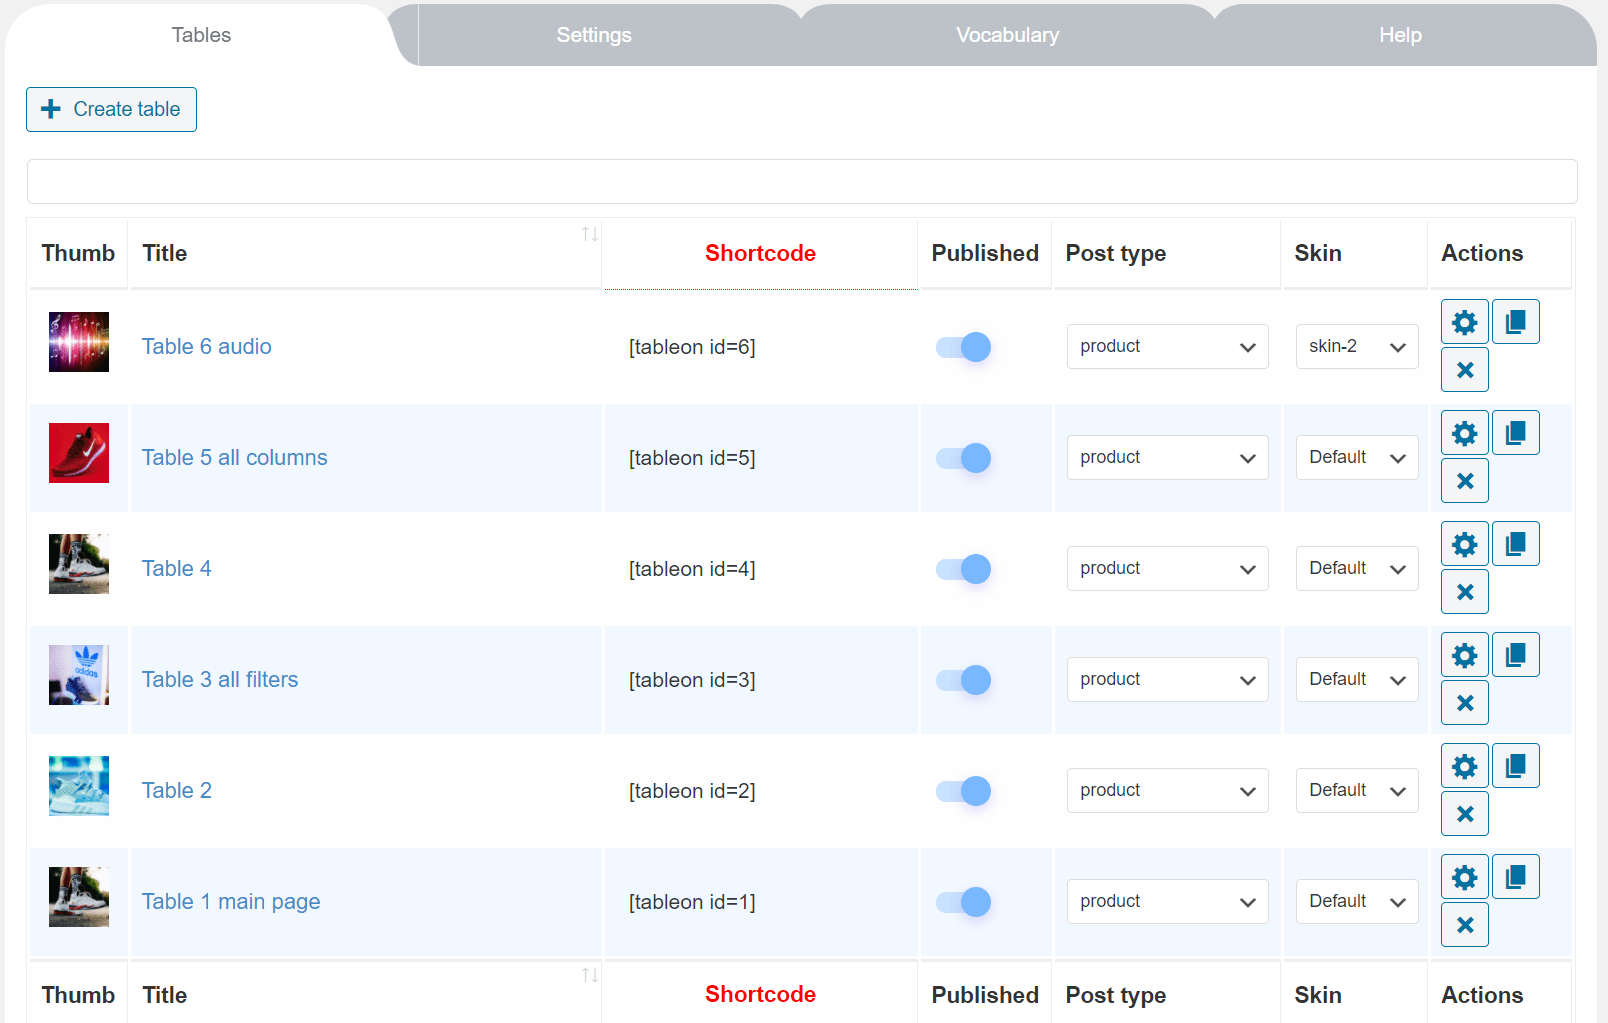 Tables Settings Vocabulary Help
Create table
Thumb Title Shortcode Published Post type Skin Actions
Table 6 audio [tableon id=6] product skin-2
Table 5 all columns [tableon id=5] product Default
Table 4 [tableon id=4] product Default
adidas
Table 3 all filters [tableon id=3] product Default
Table 2 [tableon id=2] product Default
Table 1 main page [tableon id=1] product Default
Thumb Title Shortcode Published Post type Skin Actions